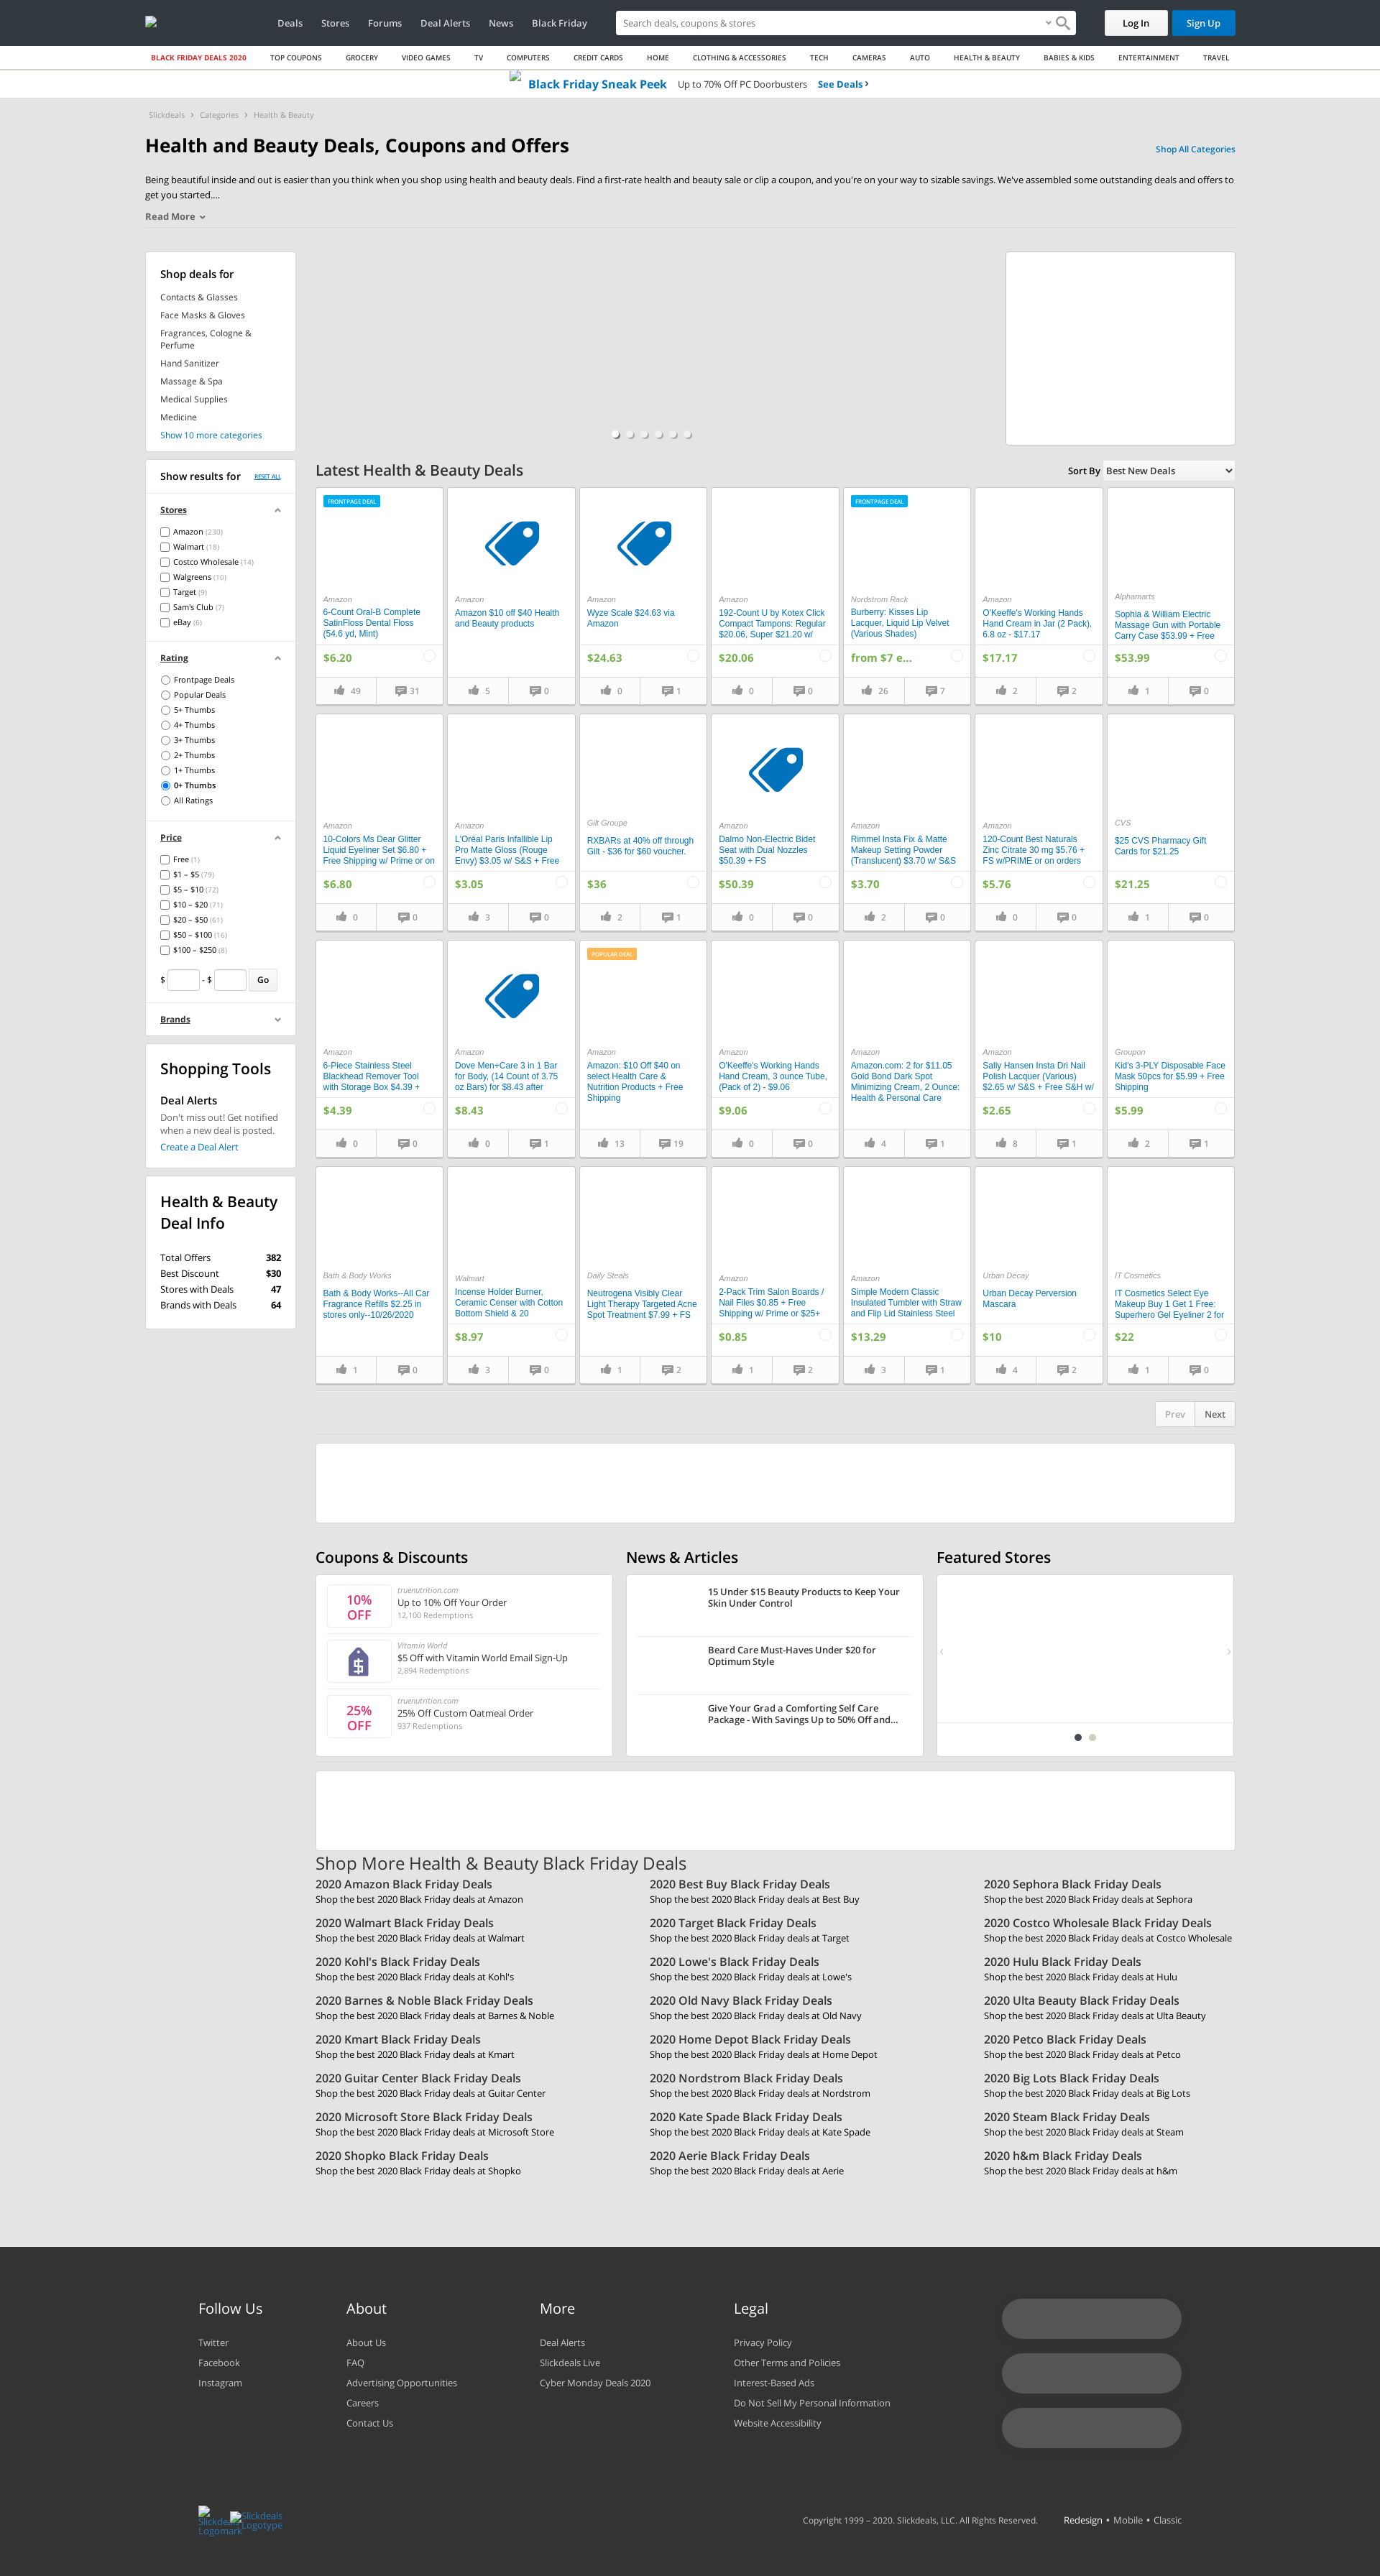 Deals Stores Forums Deal Alerts News Black Friday
Search deals, coupons & stores
Log In
Sign Up
BLACK FRIDAY DEALS 2020 TOP COUPONS GROCERY VIDEO GAMES TV COMPUTERS CREDIT CARDS HOME CLOTHING & ACCESSORIES TECH CAMERAS AUTO HEALTH & BEAUTY BABIES & KIDS ENTERTAINMENT TRAVEL
Black Friday Sneak Peek Up to 70% Off PC Doorbusters See Deals ›
Slickdeals › Categories › Health & Beauty
Health and Beauty Deals, Coupons and Offers
Shop All Categories
Being beautiful inside and out is easier than you think when you shop using health and beauty deals. Find a first-rate health and beauty sale or clip a coupon, and you're on your way to sizable savings. We've assembled some outstanding deals and offers to
get you started....
Read More
Shop deals for
Contacts & Glasses
Face Masks & Gloves
Fragrances, Cologne &
Perfume
Hand Sanitizer
Massage & Spa
Medical Supplies
Medicine
Show 10 more categories
Show results for RESET ALL
Stores
Amazon (230)
Walmart (18)
Costco Wholesale (14)
Walgreens (10)
Target (9)
Sam's Club (7)
eBay (6)
Rating
Frontpage Deals
Popular Deals
5+ Thumbs
4+ Thumbs
3+ Thumbs
2+ Thumbs
1+ Thumbs
0+ Thumbs
All Ratings
Price
Free (1)
$1 – $5 (79)
$5 – $10 (72)
$10 – $20 (71)
$20 – $50 (61)
$50 – $100 (16)
$100 – $250 (8)
$ - $ Go
Brands
Shopping Tools
Deal Alerts
Don't miss out! Get notified
when a new deal is posted.
Create a Deal Alert
Health & Beauty
Deal Info
Total Offers 382
Best Discount $30
Stores with Deals 47
Brands with Deals 64
Latest Health & Beauty Deals
Sort By Best New Deals
FRONTPAGE DEAL
Amazon
6-Count Oral-B Complete
SatinFloss Dental Floss
(54.6 yd, Mint)
$6.20
49 31
Amazon
Amazon $10 off $40 Health
and Beauty products
5 0
Amazon
Wyze Scale $24.63 via
Amazon
$24.63
0 1
Amazon
192-Count U by Kotex Click
Compact Tampons: Regular
$20.06, Super $21.20 w/
$20.06
0 0
FRONTPAGE DEAL
Nordstrom Rack
Burberry: Kisses Lip
Lacquer, Liquid Lip Velvet
(Various Shades)
from $7 e...
26 7
Amazon
O'Keeffe's Working Hands
Hand Cream in Jar (2 Pack),
6.8 oz - $17.17
$17.17
2 2
Alphamarts
Sophia & William Electric
Massage Gun with Portable
Carry Case $53.99 + Free
$53.99
1 0
Amazon
10-Colors Ms Dear Glitter
Liquid Eyeliner Set $6.80 +
Free Shipping w/ Prime or on
$6.80
0 0
Amazon
L'Oréal Paris Infallible Lip
Pro Matte Gloss (Rouge
Envy) $3.05 w/ S&S + Free
$3.05
3 0
Gilt Groupe
RXBARs at 40% off through
Gilt - $36 for $60 voucher.
$36
2 1
Amazon
Dalmo Non-Electric Bidet
Seat with Dual Nozzles
$50.39 + FS
$50.39
0 0
Amazon
Rimmel Insta Fix & Matte
Makeup Setting Powder
(Translucent) $3.70 w/ S&S
$3.70
2 0
Amazon
120-Count Best Naturals
Zinc Citrate 30 mg $5.76 +
FS w/PRIME or on orders
$5.76
0 0
CVS
$25 CVS Pharmacy Gift
Cards for $21.25
$21.25
1 0
Amazon
6-Piece Stainless Steel
Blackhead Remover Tool
with Storage Box $4.39 +
$4.39
0 0
Amazon
Dove Men+Care 3 in 1 Bar
for Body, (14 Count of 3.75
oz Bars) for $8.43 after
$8.43
0 1
POPULAR DEAL
Amazon
Amazon: $10 Off $40 on
select Health Care &
Nutrition Products + Free
Shipping
13 19
Amazon
O'Keeffe's Working Hands
Hand Cream, 3 ounce Tube,
(Pack of 2) - $9.06
$9.06
0 0
Amazon
Amazon.com: 2 for $11.05
Gold Bond Dark Spot
Minimizing Cream, 2 Ounce:
Health & Personal Care
4 1
Amazon
Sally Hansen Insta Dri Nail
Polish Lacquer (Various)
$2.65 w/ S&S + Free S&H w/
$2.65
8 1
Groupon
Kid's 3-PLY Disposable Face
Mask 50pcs for $5.99 + Free
Shipping
$5.99
2 1
Bath & Body Works
Bath & Body Works--All Car
Fragrance Refills $2.25 in
stores only--10/26/2020
1 0
Walmart
Incense Holder Burner,
Ceramic Censer with Cotton
Bottom Shield & 20
$8.97
3 0
Daily Steals
Neutrogena Visibly Clear
Light Therapy Targeted Acne
Spot Treatment $7.99 + FS
1 2
Amazon
2-Pack Trim Salon Boards /
Nail Files $0.85 + Free
Shipping w/ Prime or $25+
$0.85
1 2
Amazon
Simple Modern Classic
Insulated Tumbler with Straw
and Flip Lid Stainless Steel
$13.29
3 1
Urban Decay
Urban Decay Perversion
Mascara
$10
4 2
IT Cosmetics
IT Cosmetics Select Eye
Makeup Buy 1 Get 1 Free:
Superhero Gel Eyeliner 2 for
$22
1 0
Prev Next
Coupons & Discounts
10%
OFF
truenutrition.com
Up to 10% Off Your Order
12,100 Redemptions
Vitamin World
$5 Off with Vitamin World Email Sign-Up
2,894 Redemptions
25%
OFF
truenutrition.com
25% Off Custom Oatmeal Order
937 Redemptions
News & Articles
15 Under $15 Beauty Products to Keep Your
Skin Under Control
Beard Care Must-Haves Under $20 for
Optimum Style
Give Your Grad a Comforting Self Care
Package - With Savings Up to 50% Off and...
Featured Stores
Shop More Health & Beauty Black Friday Deals
2020 Amazon Black Friday Deals
Shop the best 2020 Black Friday deals at Amazon
2020 Best Buy Black Friday Deals
Shop the best 2020 Black Friday deals at Best Buy
2020 Sephora Black Friday Deals
Shop the best 2020 Black Friday deals at Sephora
2020 Walmart Black Friday Deals
Shop the best 2020 Black Friday deals at Walmart
2020 Target Black Friday Deals
Shop the best 2020 Black Friday deals at Target
2020 Costco Wholesale Black Friday Deals
Shop the best 2020 Black Friday deals at Costco Wholesale
2020 Kohl's Black Friday Deals
Shop the best 2020 Black Friday deals at Kohl's
2020 Lowe's Black Friday Deals
Shop the best 2020 Black Friday deals at Lowe's
2020 Hulu Black Friday Deals
Shop the best 2020 Black Friday deals at Hulu
2020 Barnes & Noble Black Friday Deals
Shop the best 2020 Black Friday deals at Barnes & Noble
2020 Old Navy Black Friday Deals
Shop the best 2020 Black Friday deals at Old Navy
2020 Ulta Beauty Black Friday Deals
Shop the best 2020 Black Friday deals at Ulta Beauty
2020 Kmart Black Friday Deals
Shop the best 2020 Black Friday deals at Kmart
2020 Home Depot Black Friday Deals
Shop the best 2020 Black Friday deals at Home Depot
2020 Petco Black Friday Deals
Shop the best 2020 Black Friday deals at Petco
2020 Guitar Center Black Friday Deals
Shop the best 2020 Black Friday deals at Guitar Center
2020 Nordstrom Black Friday Deals
Shop the best 2020 Black Friday deals at Nordstrom
2020 Big Lots Black Friday Deals
Shop the best 2020 Black Friday deals at Big Lots
2020 Microsoft Store Black Friday Deals
Shop the best 2020 Black Friday deals at Microsoft Store
2020 Kate Spade Black Friday Deals
Shop the best 2020 Black Friday deals at Kate Spade
2020 Steam Black Friday Deals
Shop the best 2020 Black Friday deals at Steam
2020 Shopko Black Friday Deals
Shop the best 2020 Black Friday deals at Shopko
2020 Aerie Black Friday Deals
Shop the best 2020 Black Friday deals at Aerie
2020 h&m Black Friday Deals
Shop the best 2020 Black Friday deals at h&m
Follow Us
Twitter
Facebook
Instagram
About
About Us
FAQ
Advertising Opportunities
Careers
Contact Us
More
Deal Alerts
Slickdeals Live
Cyber Monday Deals 2020
Legal
Privacy Policy
Other Terms and Policies
Interest-Based Ads
Do Not Sell My Personal Information
Website Accessibility
Slickdeals
Logomark
Slickdeals
Logotype
Copyright 1999 – 2020. Slickdeals, LLC. All Rights Reserved.
Redesign • Mobile • Classic